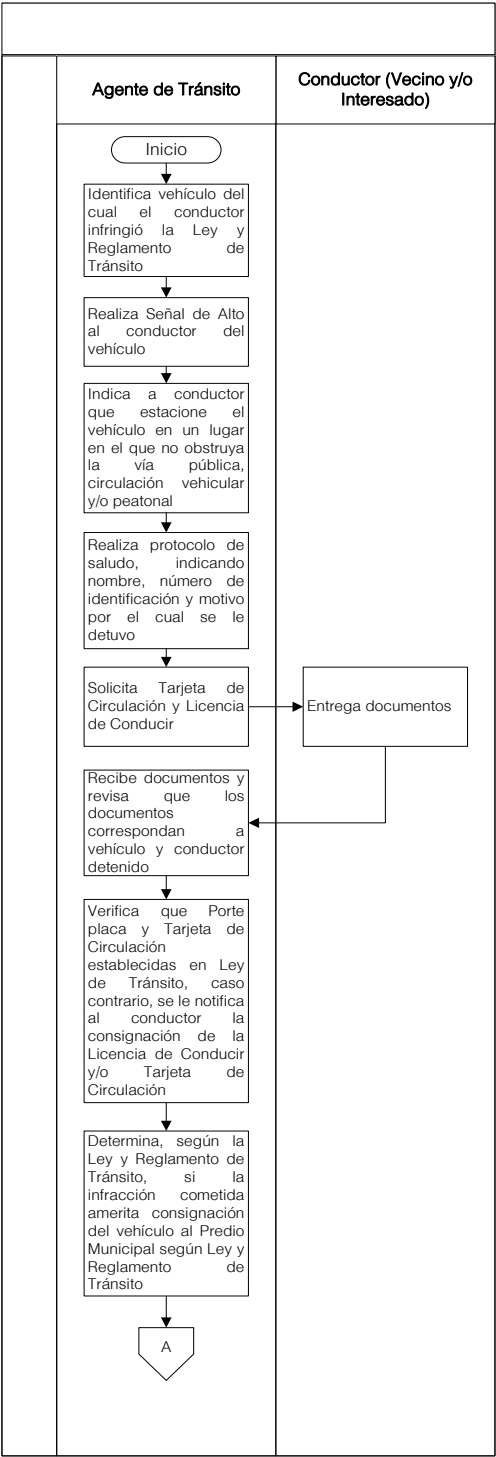 Agente de Tránsito
Conductor (Vecino y/o
Interesado)
Inicio
Identifica vehículo del
cual el conductor
infringió la Ley y
Reglamento de
Tránsito
Realiza Señal de Alto
al conductor del
vehículo
Indica a conductor
que estacione el
vehículo en un lugar
en el que no obstruya
la vía pública,
circulación vehicular
y/o peatonal
Realiza protocolo de
saludo, indicando
nombre, número de
identificación y motivo
por el cual se le
detuvo
Solicita Tarjeta de
Circulación y Licencia
de Conducir
Entrega documentos
Recibe documentos y
revisa que los
documentos
correspondan a
vehículo y conductor
detenido
Verifica que Porte
placa y Tarjeta de
Circulación
establecidas en Ley
de Tránsito, caso
contrario, se le notifica
al conductor la
consignación de la
Licencia de Conducir
y/o Tarjeta de
Circulación
Determina, según la
Ley y Reglamento de
Tránsito, si la
infracción cometida
amerita consignación
del vehículo al Predio
Municipal según Ley y
Reglamento de
Tránsito
A